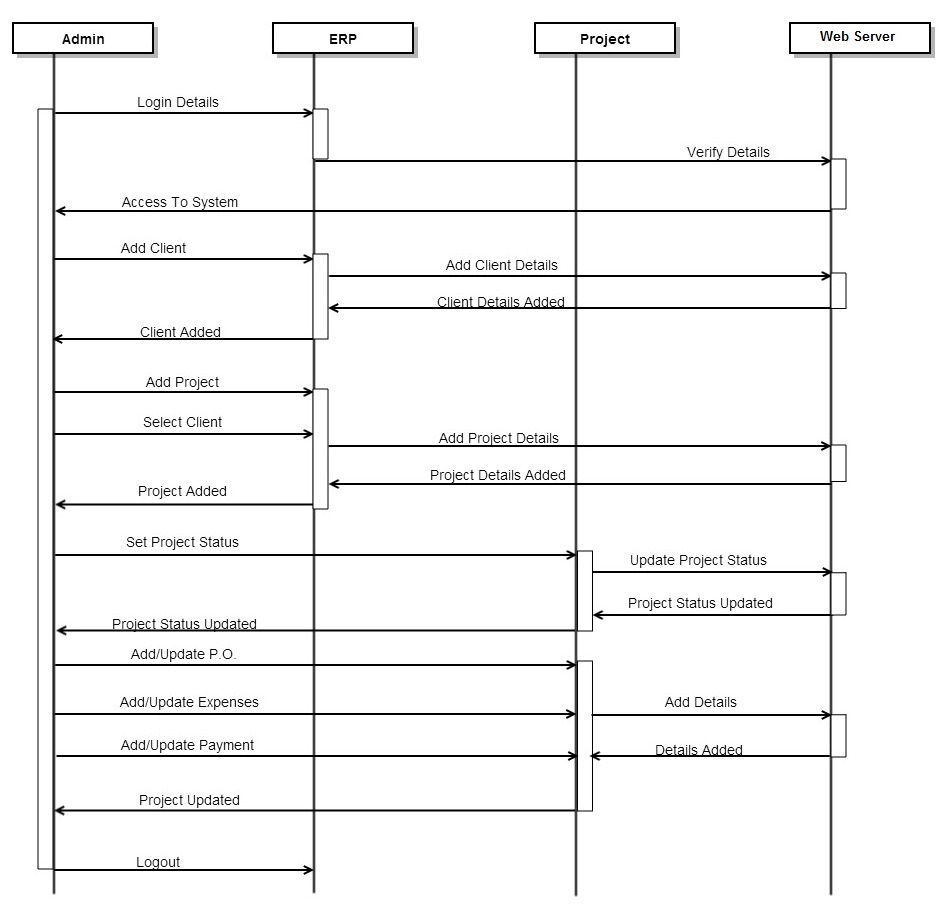 Admin
ERP
Project
Web Server
Login Details
Verify Details
Access To System
Add Client
Add Client Details
Client Details Added
Client Added
Add Project
Select Client
Add Project Details
Project Details Added
Project Added
Set Project Status
Update Project Status
Project Status Updated
Project Status Updated
Add/Update P.O.
Add/Update Expenses
Add Details
Add/Update Payment
Details Added
Project Updated
Logout